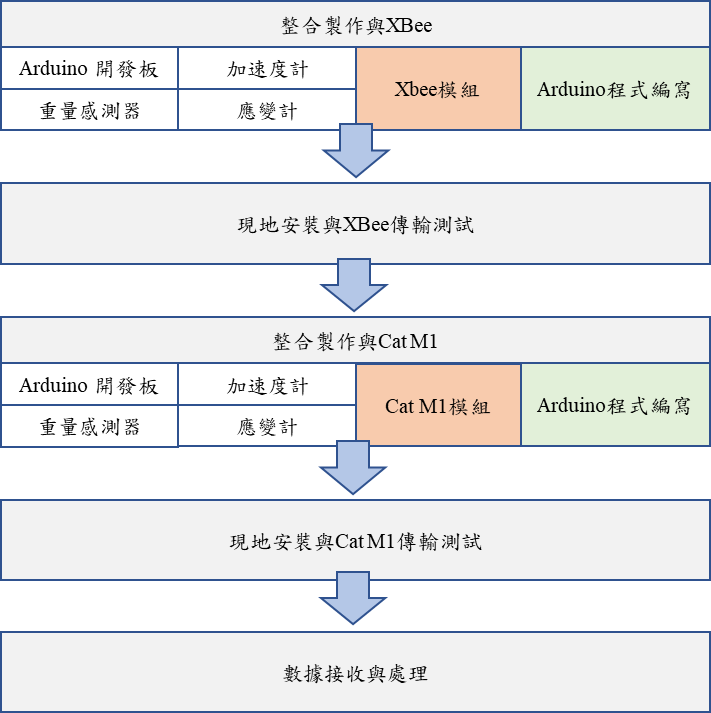 整合製作與XBee
Arduino 開發板
加速度計
Xbee模組
Arduino程式編寫
重量感測器
應變計
現地安裝與XBee傳輸測試
整合製作與Cat M1
Arduino 開發板
加速度計
Cat M1模組
Arduino程式編寫
重量感測器
應變計
現地安裝與Cat M1傳輸測試
數據接收與處理